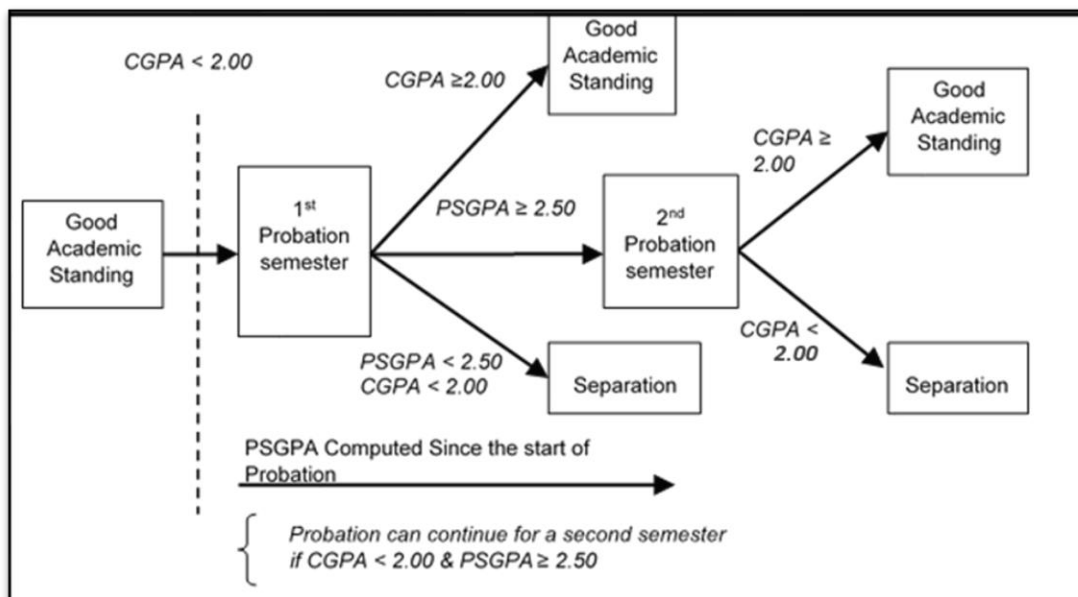 CGPA < 2.00
Good
Academic
Standing
1st
Probation
semester
CGPA ≥2.00
Good
Academic
Standing
PSGPA ≥ 2.50
2nd
Probation
semester
PSGPA < 2.50
CGPA < 2.00
Separation
CGPA ≥
2.00
Good
Academic
Standing
CGPA <
2.00
Separation
PSGPA Computed Since the start of
Probation
Probation can continue for a second semester
if CGPA < 2.00 & PSGPA ≥ 2.50